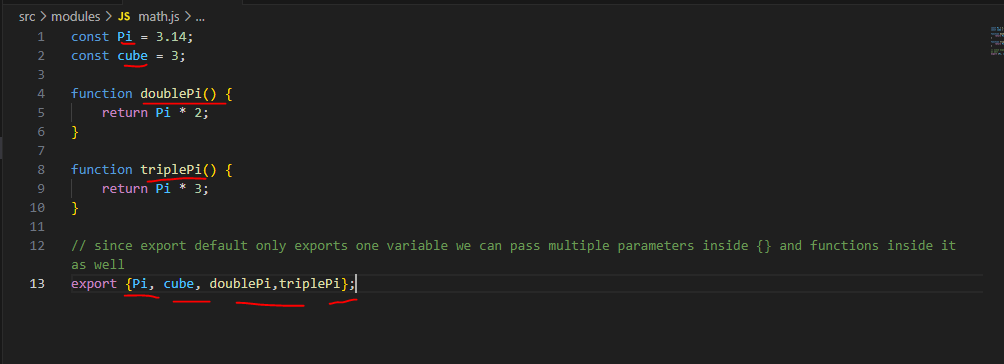 src > modules > JS math.js > ...
1 const Pi = 3.14;
2 const cube = 3;
3
4 function doublePi() {
5 return Pi * 2;
6 }
7
8 function triplePi() {
9 return Pi * 3;
10 }
11
12 // since export default only exports one variable we can pass multiple parameters inside {} and functions inside it
as well
13 export {Pi, cube, doublePi,triplePi};